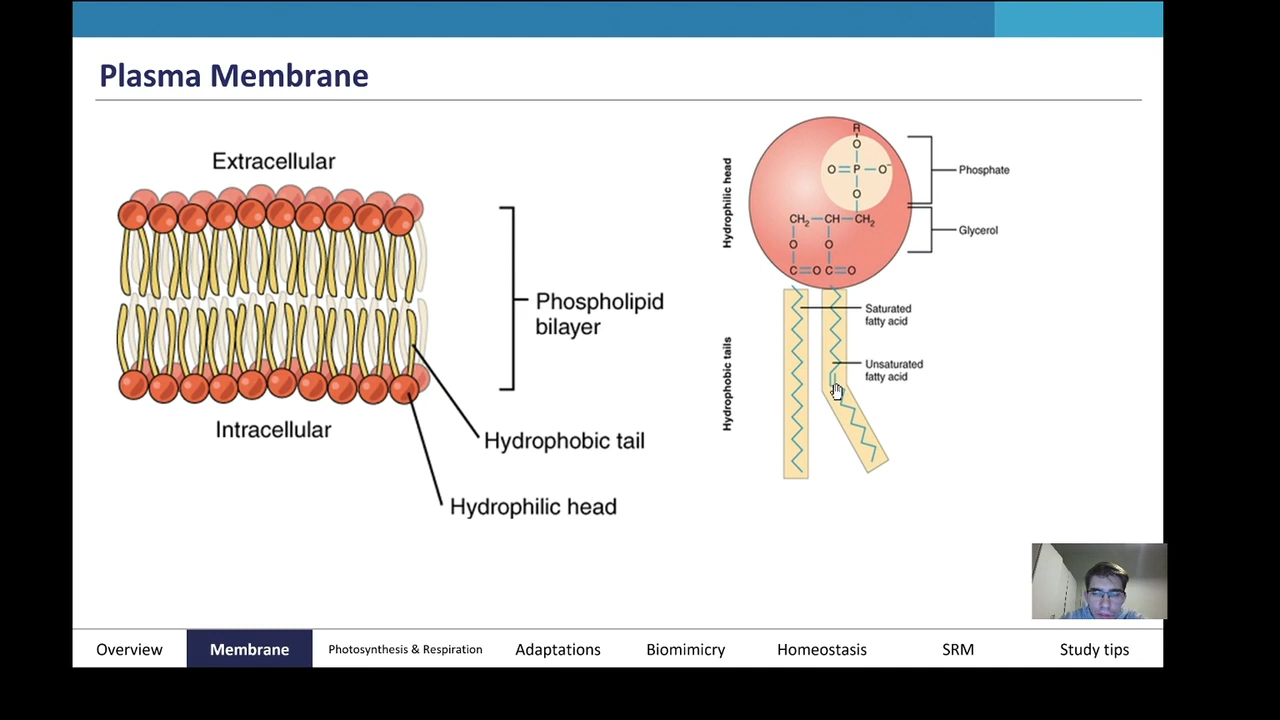 Plasma Membrane
Extracellular
Phospholipid
bilayer
Intracellular
Hydrophobic tail
Hydrophilic head
Hydrophilic head
R
O
O=P—O⁻
O
CH₂—CH—CH₂
O O
C=O C=O
Phosphate
Glycerol
Hydrophobic tails
Saturated
fatty acid
Unsaturated
fatty acid
Overview
Membrane
Photosynthesis & Respiration
Adaptations
Biomimicry
Homeostasis
SRM
Study tips